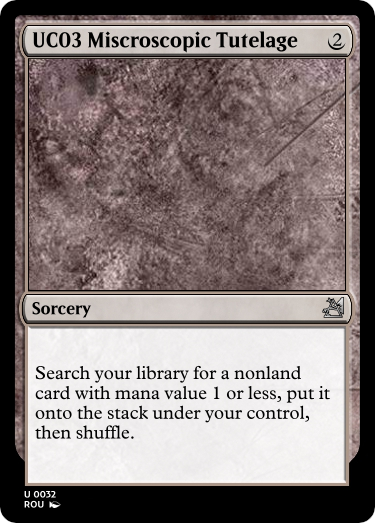 UC03 Miscroscopic Tutelage
2
Sorcery
Search your library for a nonland
card with mana value 1 or less, put it
onto the stack under your control,
then shuffle.
U 0032
ROU